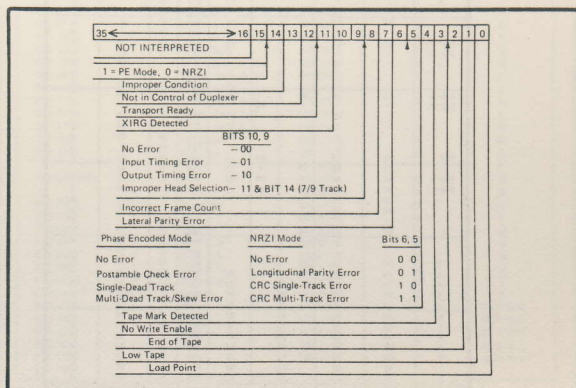 35 16 15 14 13 12 11 10 9 8 7 6 5 4 3 2 1 0
NOT INTERPRETED
1 = PE Mode, 0 = NRZI
Improper Condition
Not in Control of Duplexer
Transport Ready
XIRG Detected
BITS 10, 9
No Error – 00
Input Timing Error – 01
Output Timing Error – 10
Improper Head Selection– 11 & BIT 14 (7/9 Track)
Incorrect Frame Count
Lateral Parity Error
Phase Encoded Mode NRZI Mode Bits 6, 5
No Error No Error 0 0
Postamble Check Error Longitudinal Parity Error 0 1
Single-Dead Track CRC Single-Track Error 1 0
Multi-Dead Track/Skew Error CRC Multi-Track Error 1 1
Tape Mark Detected
No Write Enable
End of Tape
Low Tape
Load Point